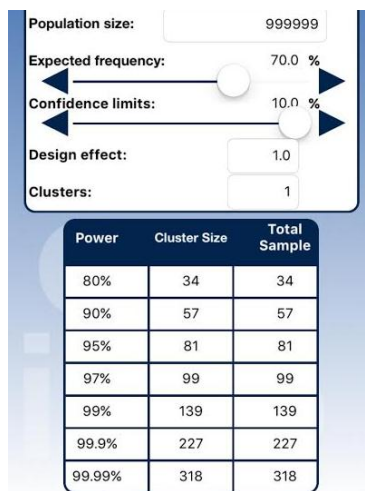 Population size: 999999
Expected frequency: 70.0 %
Confidence limits: 10.0 %
Design effect: 1.0
Clusters: 1
Power Cluster Size Total Sample
80% 34 34
90% 57 57
95% 81 81
97% 99 99
99% 139 139
99.9% 227 227
99.99% 318 318